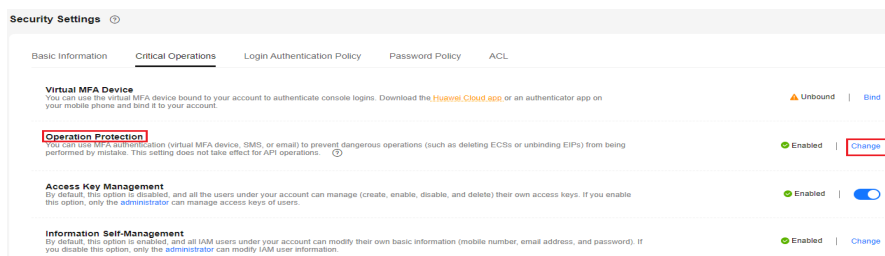 Security Settings
Basic Information Critical Operations Login Authentication Policy Password Policy ACL
Virtual MFA Device
You can use the virtual MFA device bound to your account to authenticate console logins. Download the Huawei Cloud app or an authenticator app on
your mobile phone and bind it to your account.
Unbound | Bind
Operation Protection
You can use MFA authentication (virtual MFA device, SMS, or email) to prevent dangerous operations (such as deleting ECSs or unbinding EIPs) from being
performed by mistake. This setting does not take effect for API operations.
Enabled | Change
Access Key Management
By default, this option is disabled, and all the users under your account can manage (create, enable, disable, and delete) their own access keys. If you enable
this option, only the administrator can manage access keys of users.
Enabled |
Information Self-Management
By default, this option is enabled, and all IAM users under your account can modify their own basic information (mobile number, email address, and password). If
you disable this option, only the administrator can modify IAM user information.
Enabled | Change